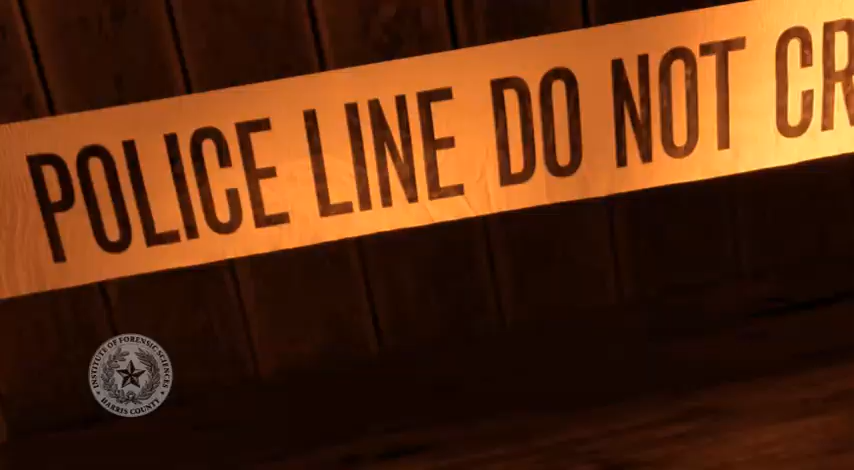 POLICE LINE DO NOT CR
INSTITUTE OF FORENSIC SCIENCES
HARRIS COUNTY